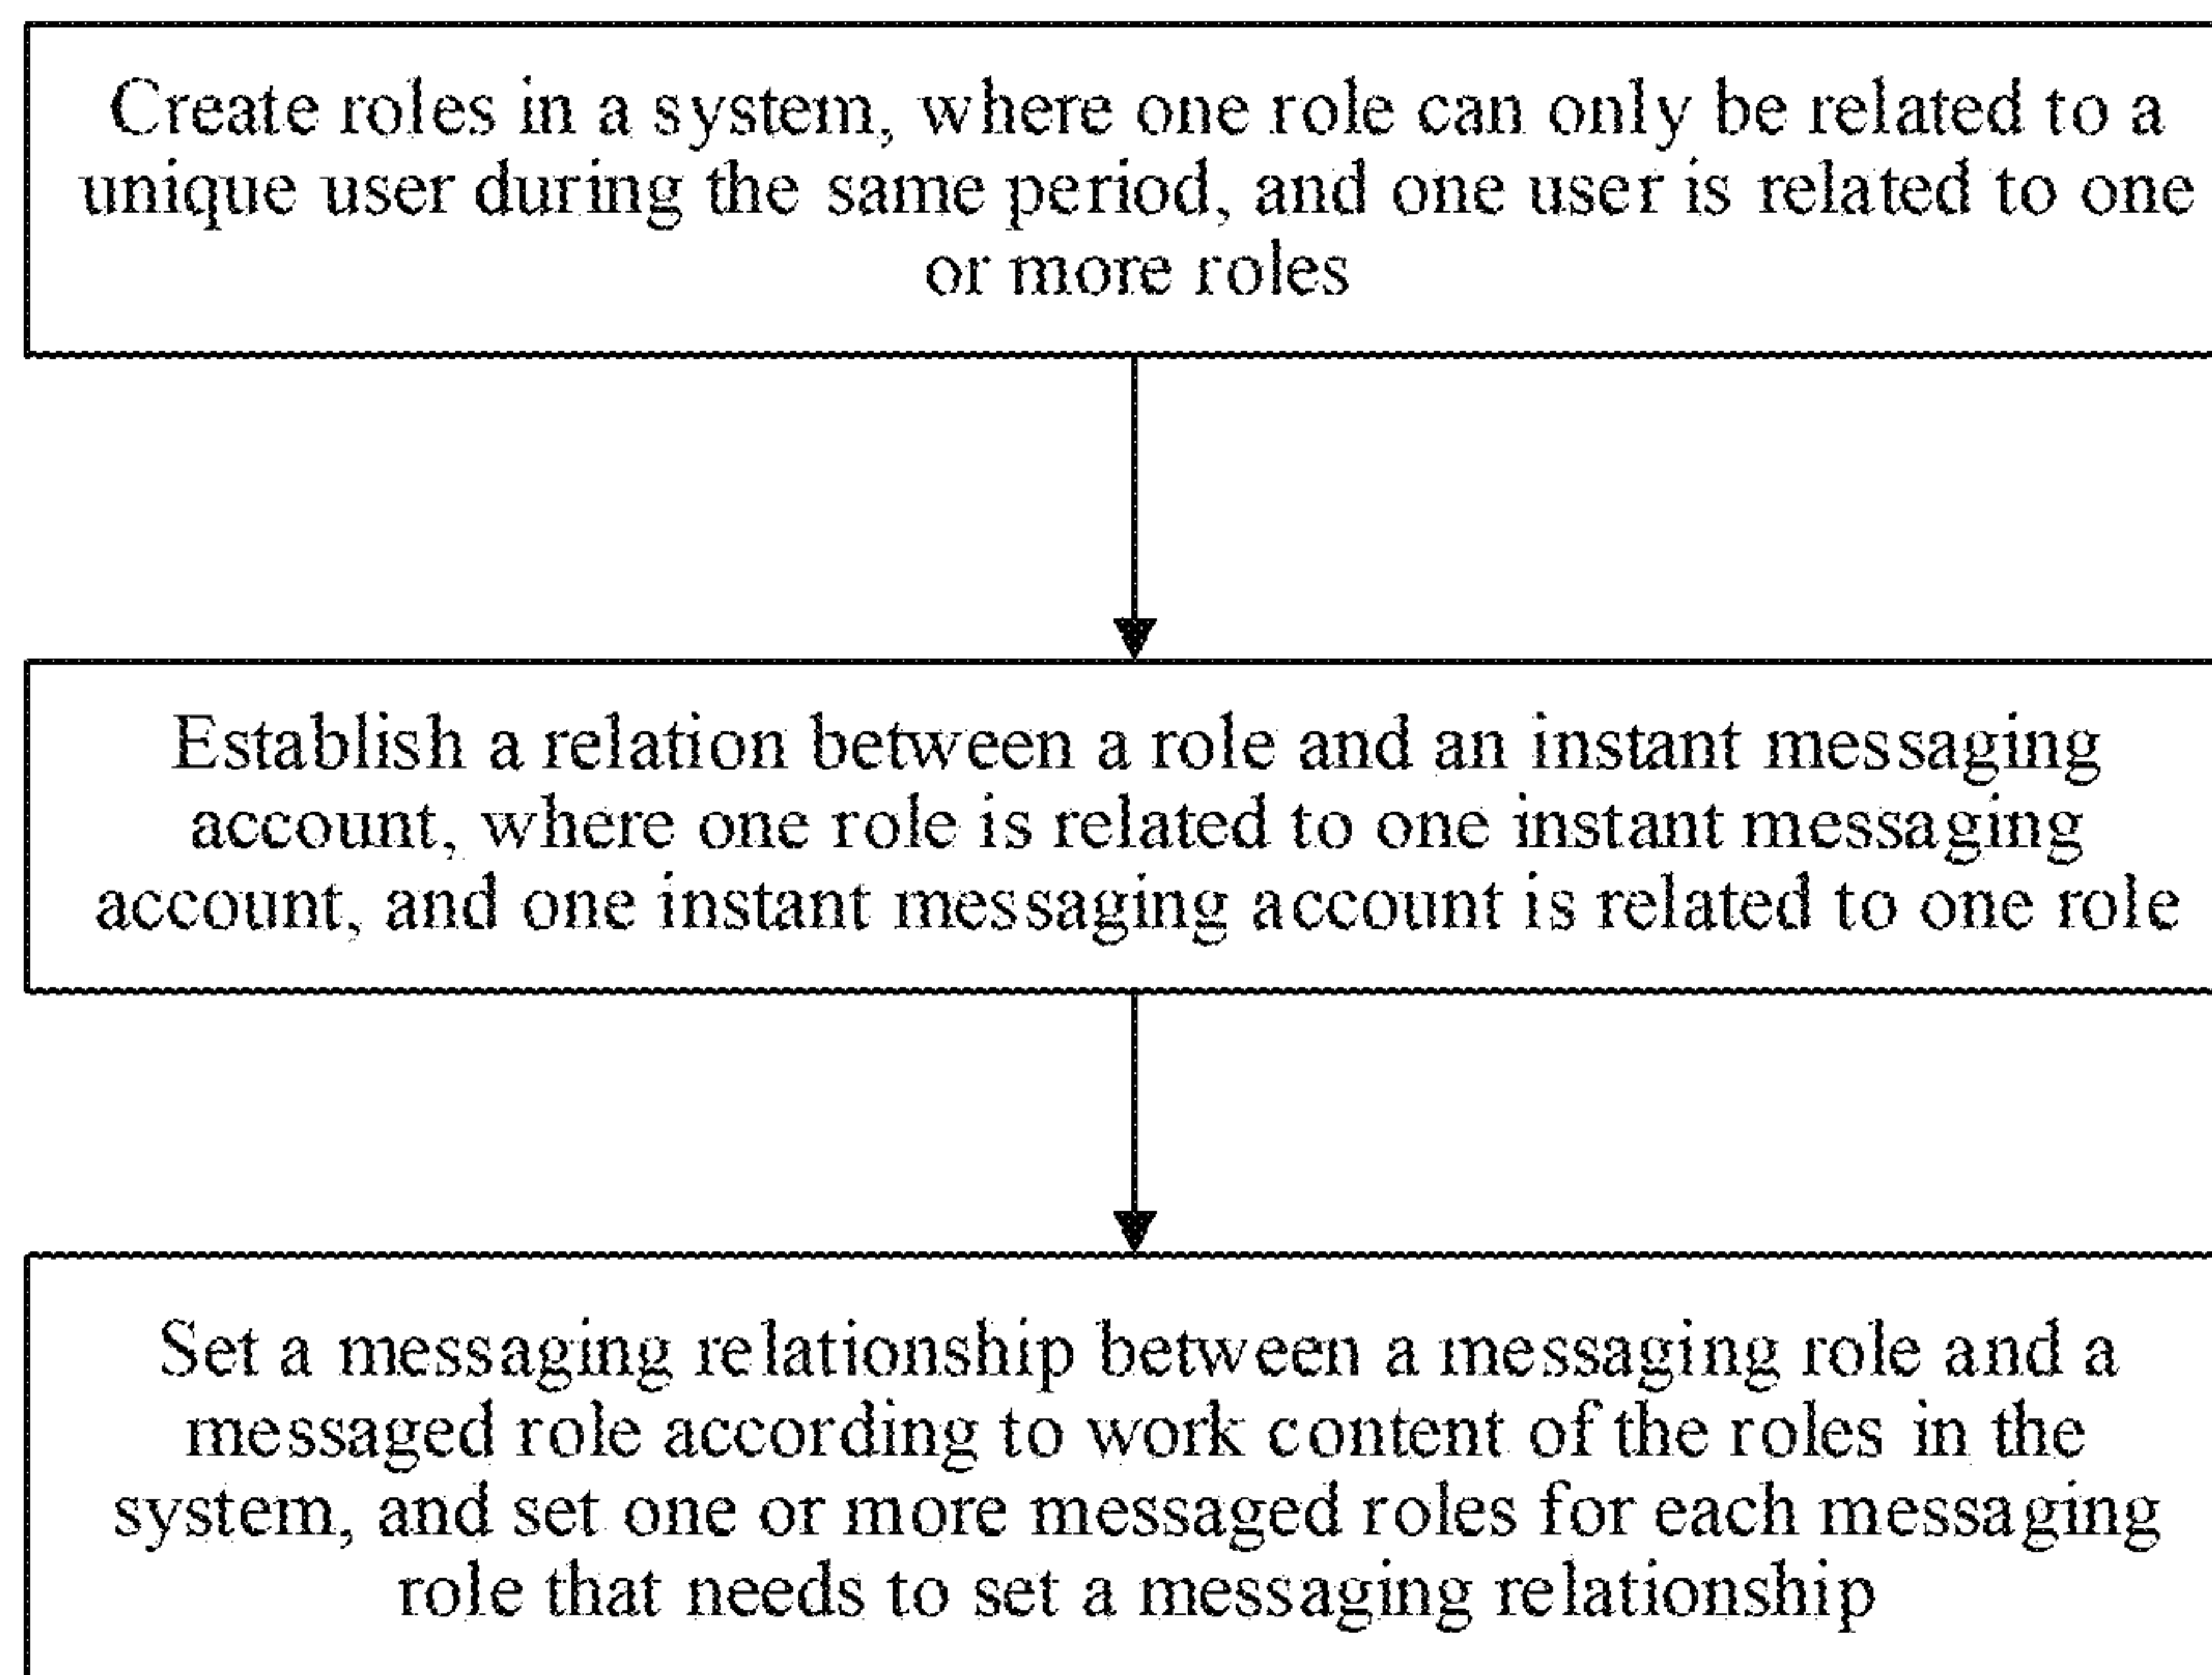 Create roles in a system, where one role can only be related to a
unique user during the same period, and one user is related to one
or more roles
Establish a relation between a role and an instant messaging
account, where one role is related to one instant messaging
account, and one instant messaging account is related to one role
Set a messaging relationship between a messaging role and a
messaged role according to work content of the roles in the
system, and set one or more messaged roles for each messaging
role that needs to set a messaging relationship